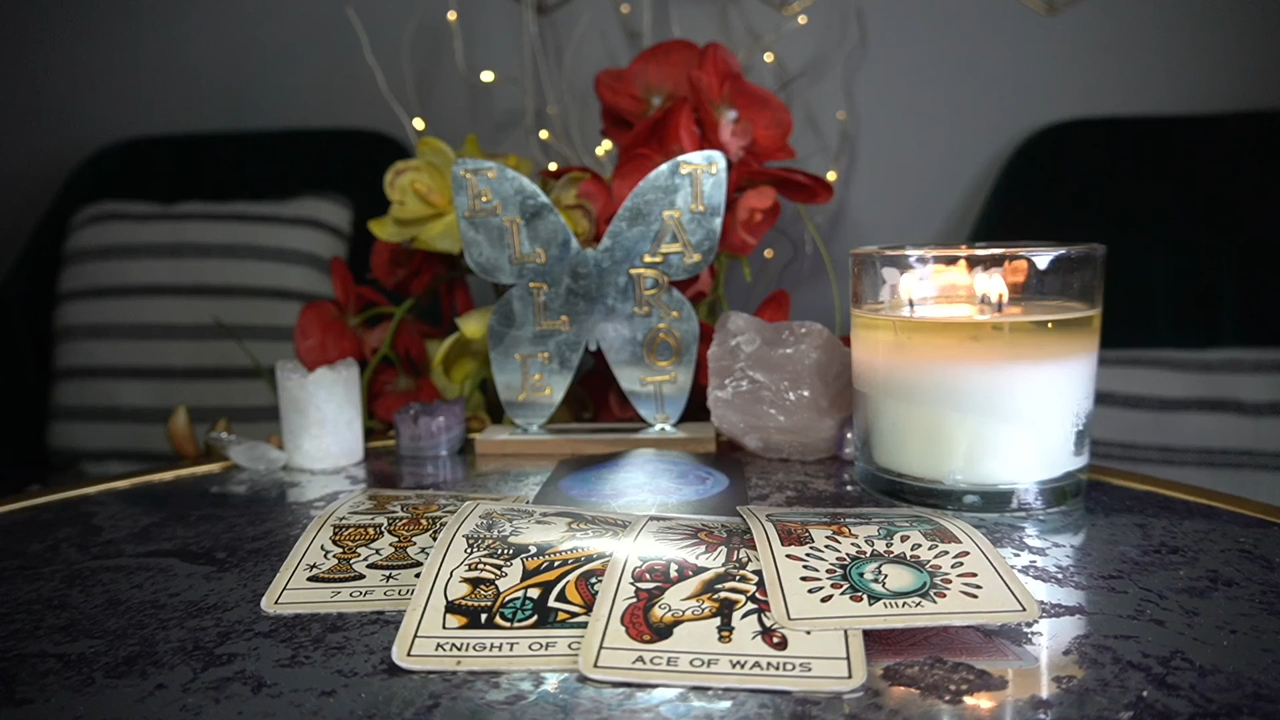 ELLE
TAROT
7 OF CU
KNIGHT OF C
ACE OF WANDS
XVIII